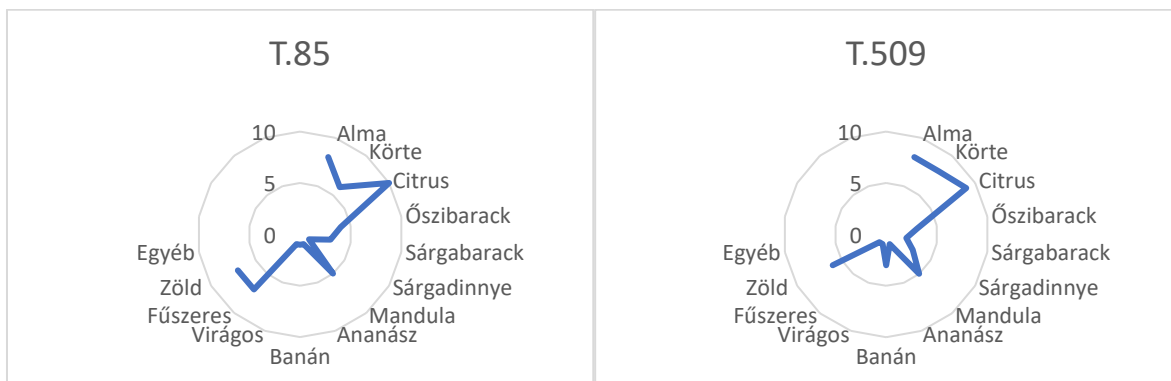 T.85
10
5
0
Alma
Körte
Citrus
Őszibarack
Sárgabarack
Sárgadinnye
Mandula
Ananász
Banán
Virágos
Fűszeres
Zöld
Egyéb
T.509
10
5
0
Alma
Körte
Citrus
Őszibarack
Sárgabarack
Sárgadinnye
Mandula
Ananász
Banán
Virágos
Fűszeres
Zöld
Egyéb